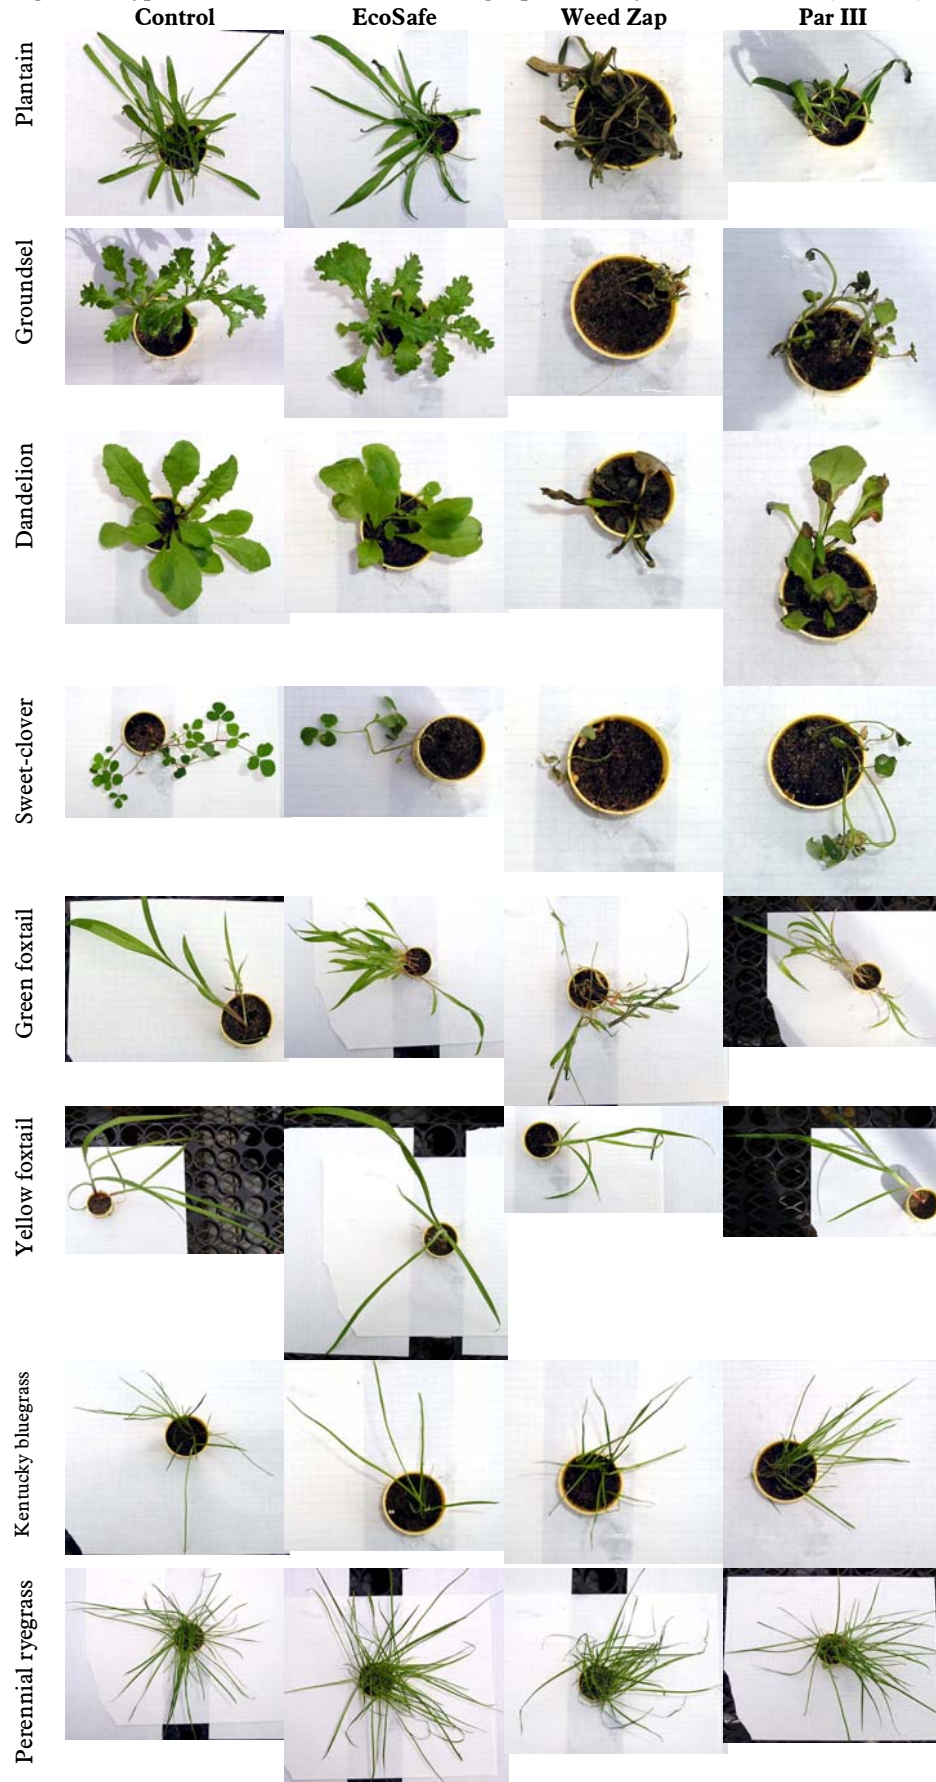 Control EcoSafe Weed Zap Par III
Plantain
Groundsel
Dandelion
Sweet-clover
Green foxtail
Yellow foxtail
Kentucky bluegrass
Perennial ryegrass